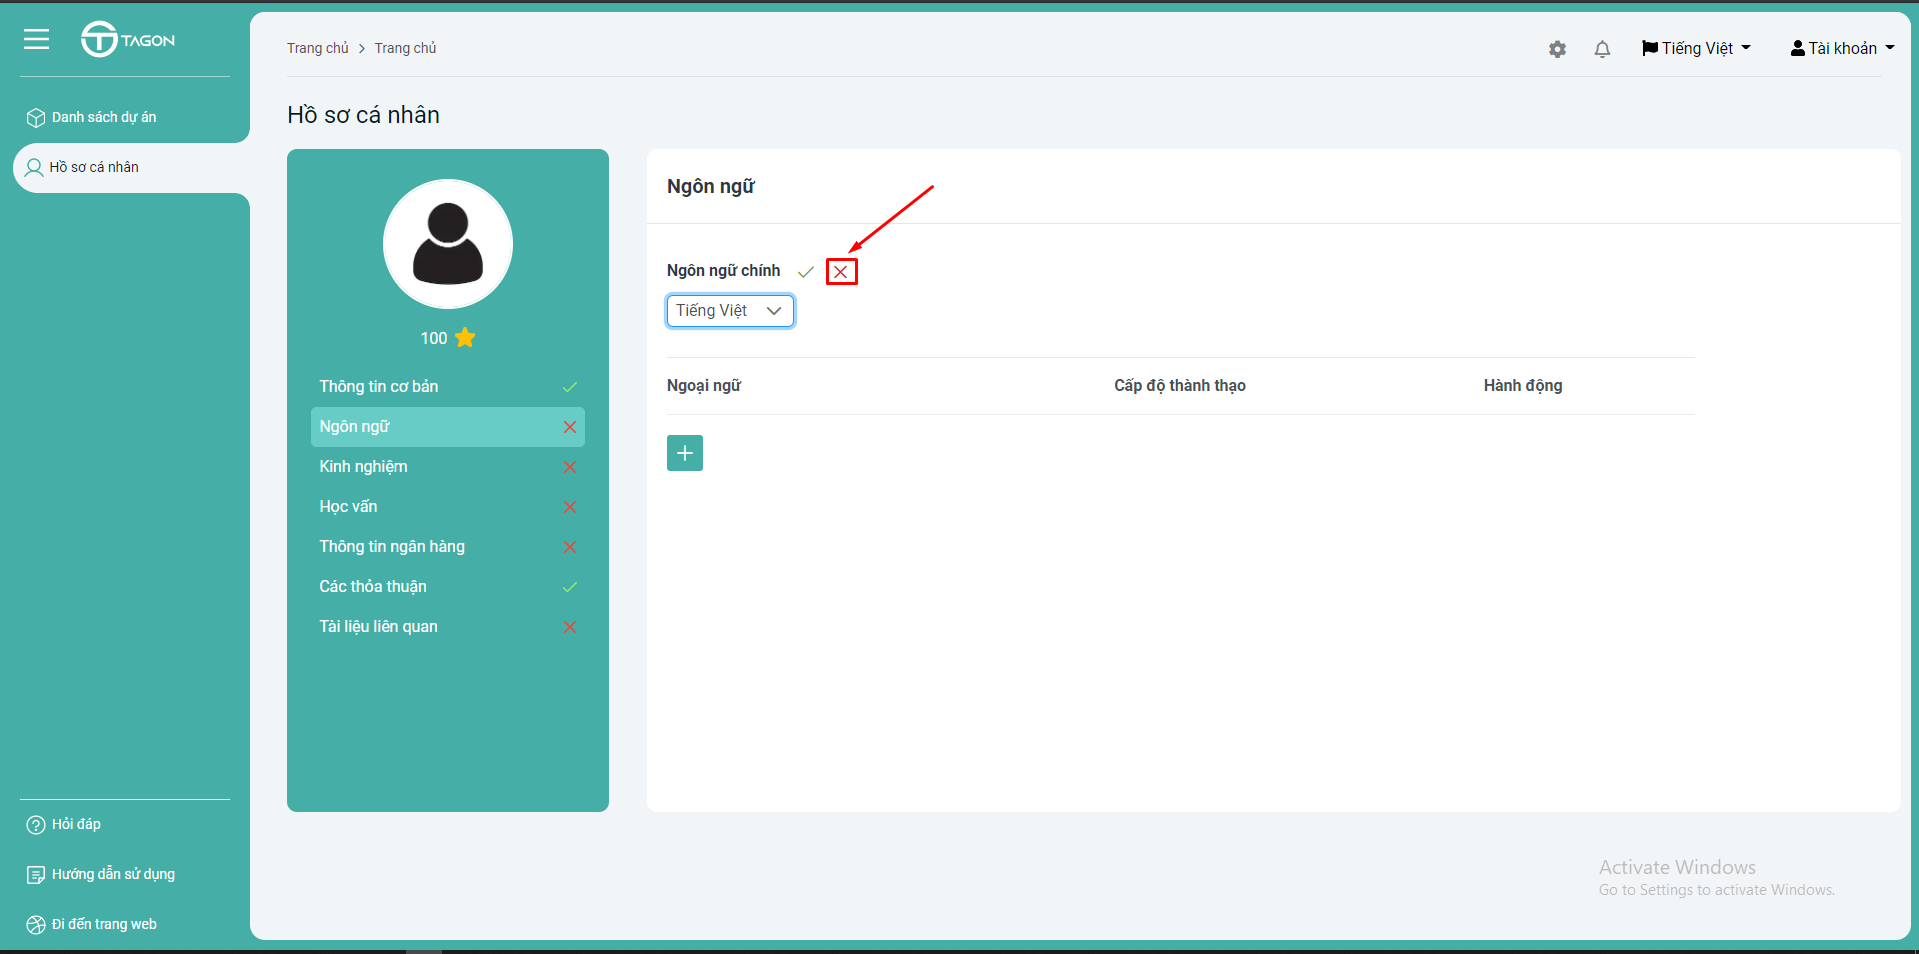 TAGON
Danh sách dự án
Hồ sơ cá nhân
Hỏi đáp
Hướng dẫn sử dụng
Đi đến trang web
Trang chủ > Trang chủ
Tiếng Việt
Tài khoản
Hồ sơ cá nhân
100
Thông tin cơ bản
Ngôn ngữ
Kinh nghiệm
Học vấn
Thông tin ngân hàng
Các thỏa thuận
Tài liệu liên quan
Ngôn ngữ
Ngôn ngữ chính
Tiếng Việt
Ngoại ngữ Cấp độ thành thạo Hành động
Activate Windows
Go to Settings to activate Windows.